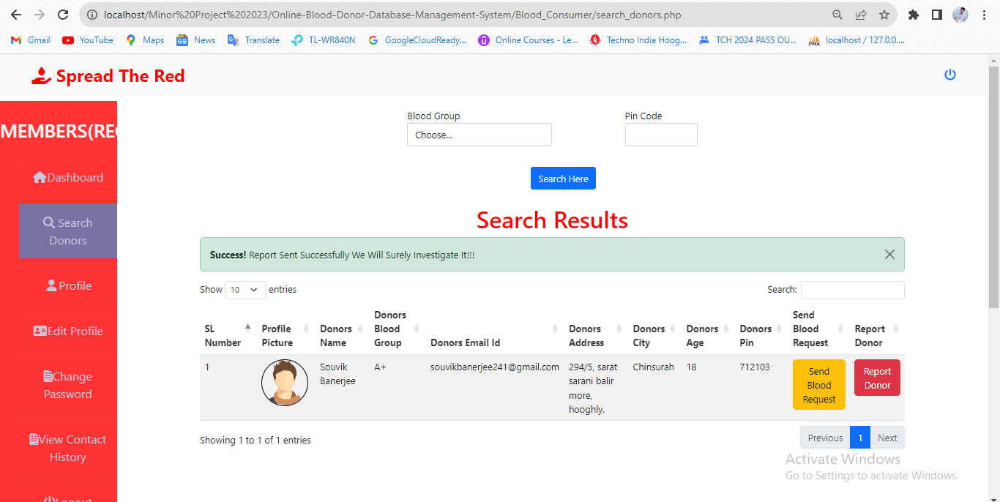 localhost/Minor%20Project%202023/Online-Blood-Donor-Database-Management-System/Blood_Consumer/search_donors.php
Gmail YouTube Maps News Translate TL-WR840N GoogleCloudReady... Online Courses - Le... Techno India Hoog... TCH 2024 PASS OU... localhost / 127.0.0....
Spread The Red
MEMBERS(REC
Dashboard
Search
Donors
Profile
Edit Profile
Change
Password
View Contact
History
Logout
Blood Group Pin Code
Choose...
Search Here
Search Results
Success! Report Sent Successfully We Will Surely Investigate It!!!
Show 10 entries Search:
SL Number Profile Picture Donors Name Donors Blood Group Donors Email Id Donors Address Donors City Donors Age Donors Pin Send Blood Request Report Donor
1 Souvik Banerjee A+ souvikbanerjee241@gmail.com 294/5, sarat sarani balir more, hooghly. Chinsurah 18 712103 Send Blood Request Report Donor
Showing 1 to 1 of 1 entries Previous 1 Next
Activate Windows
Go to Settings to activate Windows.